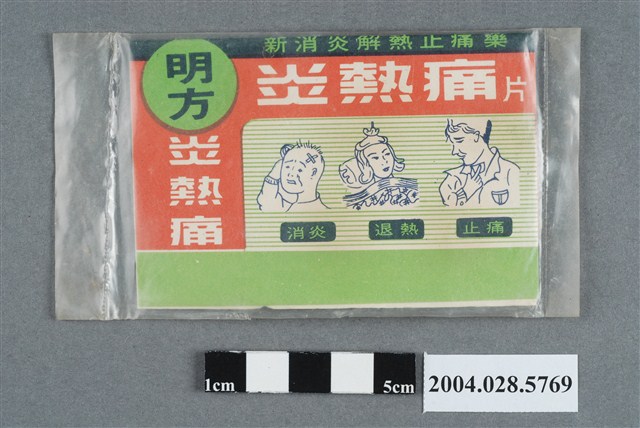 新消炎解熱止痛藥
明方
炎熱痛片
炎熱痛
消炎 退熱 止痛
1cm 5cm
2004.028.5769